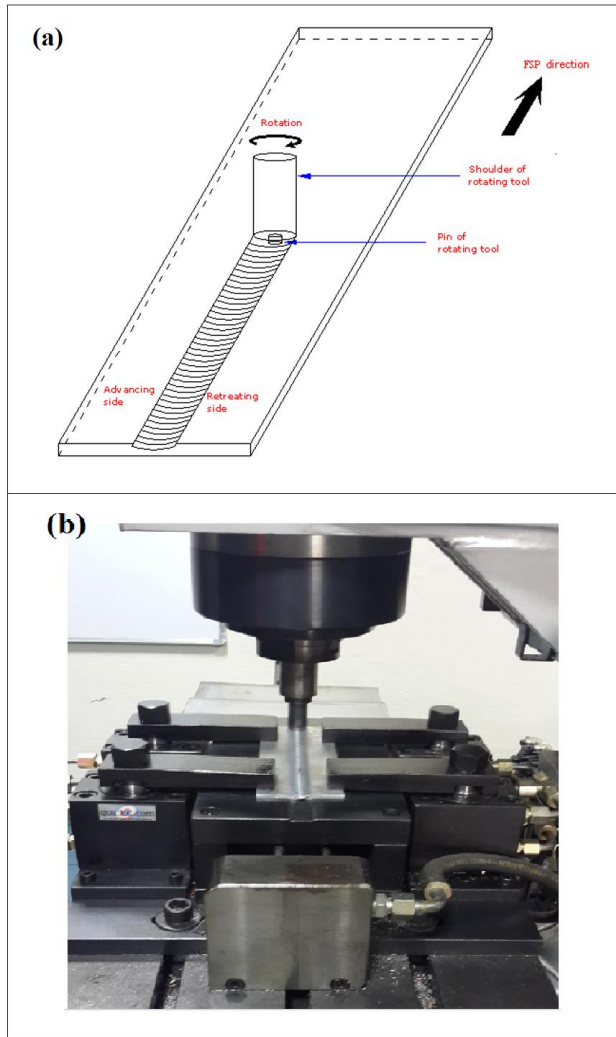 (a)
FSP direction
Rotation
Shoulder of
rotating tool
Pin of
rotating tool
Advancing
side
Retreating
side
(b)